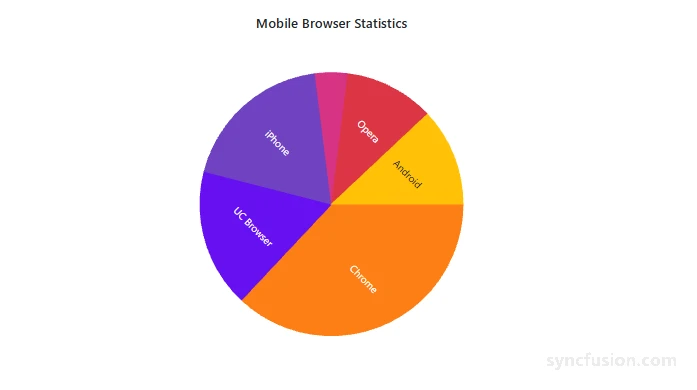 Mobile Browser Statistics
Opera
iPhone
Android
UC Browser
Chrome
syncfusion.com